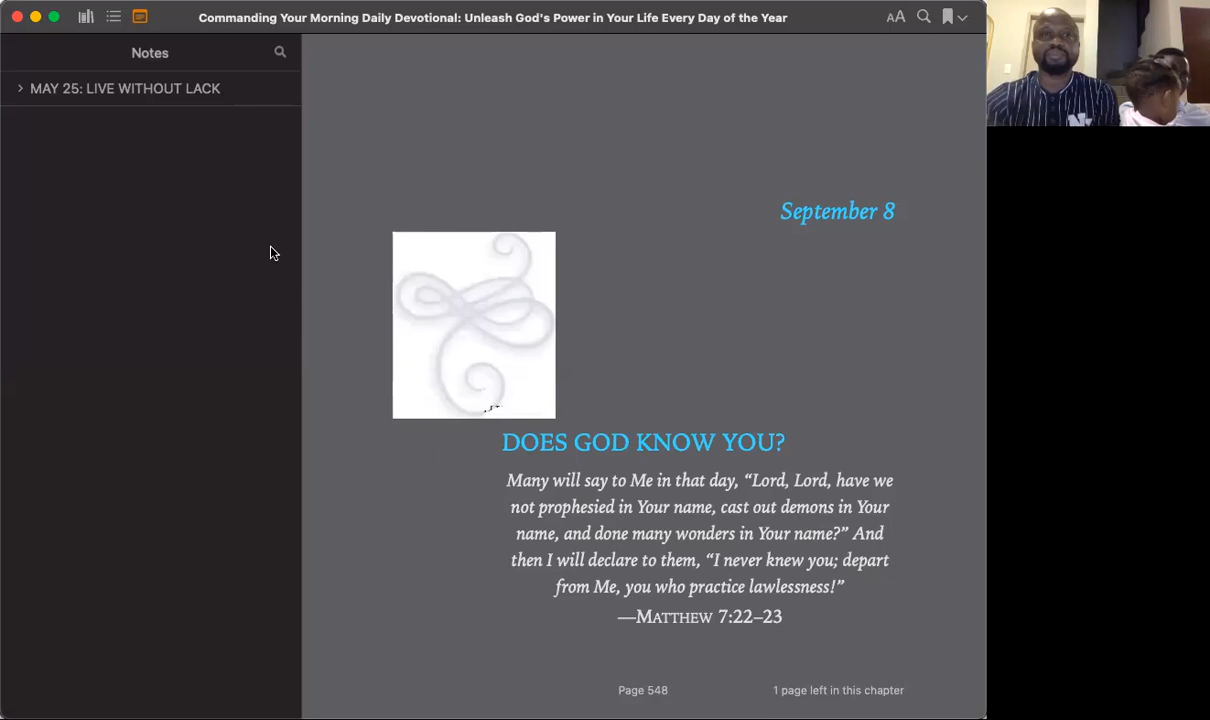 Commanding Your Morning Daily Devotional: Unleash God's Power in Your Life Every Day of the Year
AA
Notes
MAY 25: LIVE WITHOUT LACK
September 8
DOES GOD KNOW YOU?
Many will say to Me in that day, “Lord, Lord, have we
not prophesied in Your name, cast out demons in Your
name, and done many wonders in Your name?” And
then I will declare to them, “I never knew you; depart
from Me, you who practice lawlessness!”
—MATTHEW 7:22–23
Page 548
1 page left in this chapter